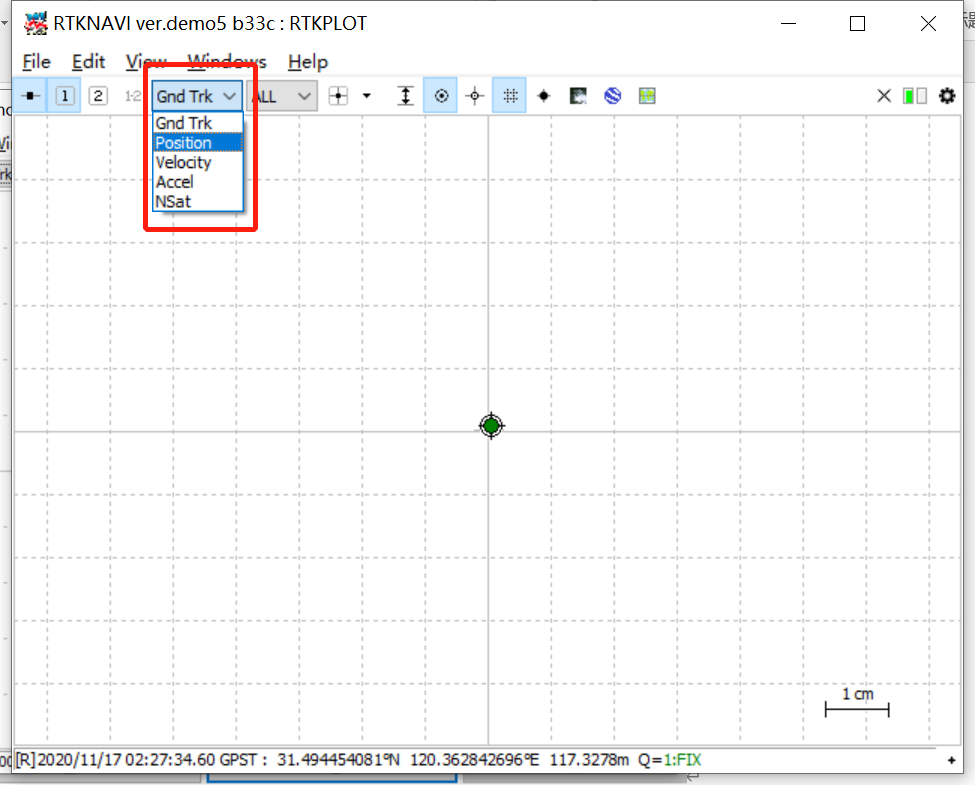 RTKNAVI ver.demo5 b33c : RTKPLOT
File Edit View Windows Help
1 2 1-2 Gnd Trk ALL
Gnd Trk
Position
Velocity
Accel
NSat
1 cm
[R]2020/11/17 02:27:34.60 GPST : 31.494454081°N 120.362842696°E 117.3278m Q=1:FIX